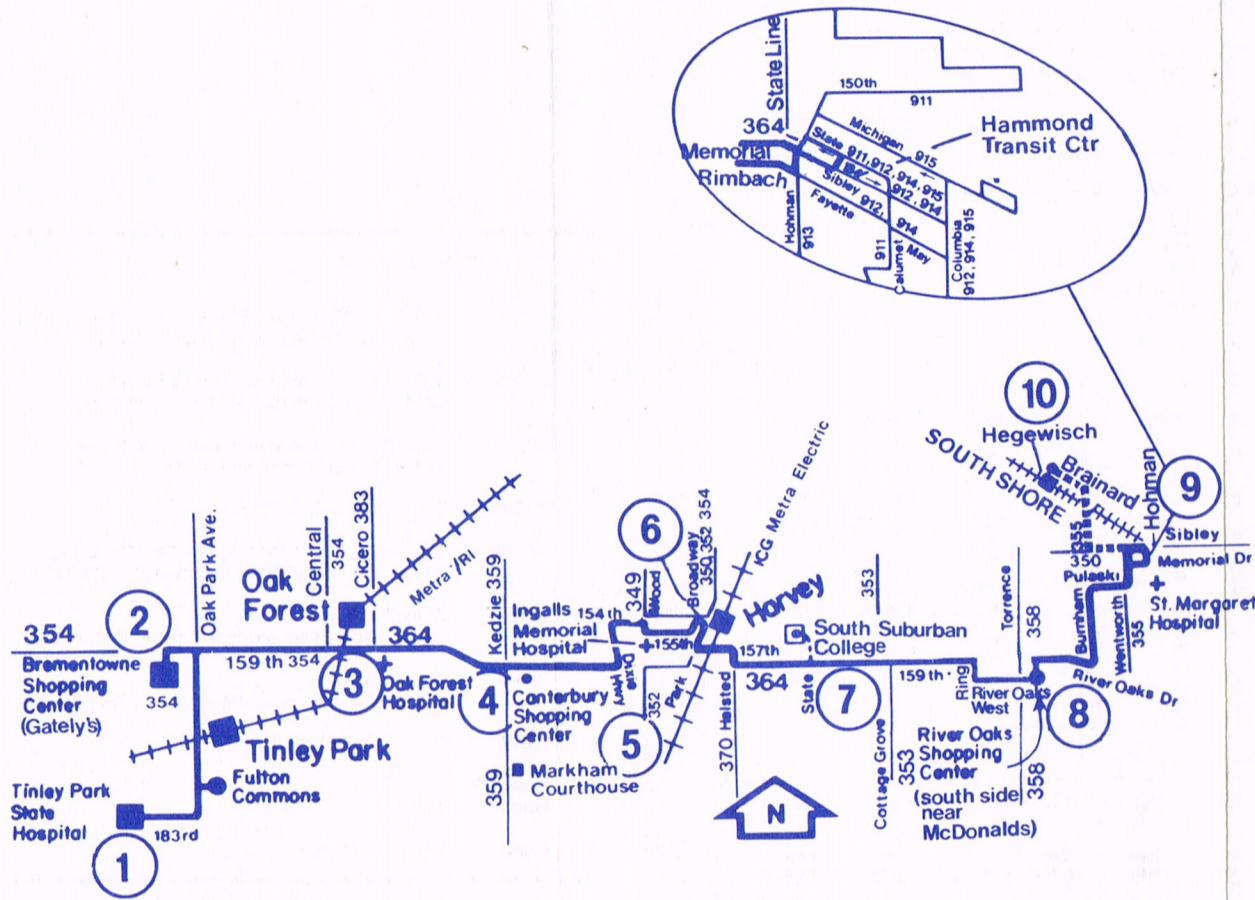 State Line
150th
911
Hammond
Transit Ctr
364
Michigan 915
State 911,912,914,915
912,914
Memorial
Rimbach
Sibley 912,
914
Fayette
May
Hohman
913
911
Calumet
Columbia
912, 914, 915
10
Hegewisch
SOUTH SHORE
Brainard
Hohman
9
355
350
Sibley
Memorial Dr
Pulaski
St. Margaret
Hospital
Burnham
Wentworth
355
River Oaks Dr
354
2
Brementowne
Shopping
Center
(Gately's)
354
Oak Park Ave.
Oak
Forest
Central
354
Cicero 383
Metra/RI
159 th 354
364
3
Oak Forest
Hospital
Tinley Park
Fulton
Commons
Tinley Park
State
Hospital
183rd
1
Kedzie 359
4
359
Canterbury
Shopping
Center
Markham
Courthouse
Ingalls
Memorial
Hospital
154th
349
Wood
6
Broadway
350,352 354
ICG Metra Electric
Harvey
155th
Dixie
Hwy
352
Park
5
157th
364
370 Halsted
N
South Suburban
College
State
7
353
159 th
Cottage Grove
353
Ring
River Oaks
West
Torrence
358
8
358
River Oaks
Shopping
Center
(south side
near
McDonalds)